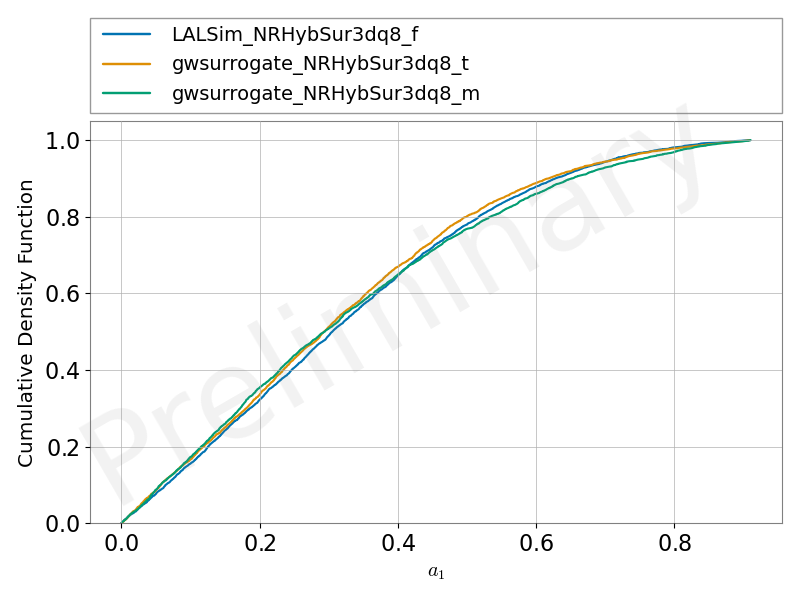 LALSim_NRHybSur3dq8_f
gwsurrogate_NRHybSur3dq8_t
gwsurrogate_NRHybSur3dq8_m
Preliminary
Cumulative Density Function
1.0
0.8
0.6
0.4
0.2
0.0
0.0 0.2 0.4 0.6 0.8
a₁